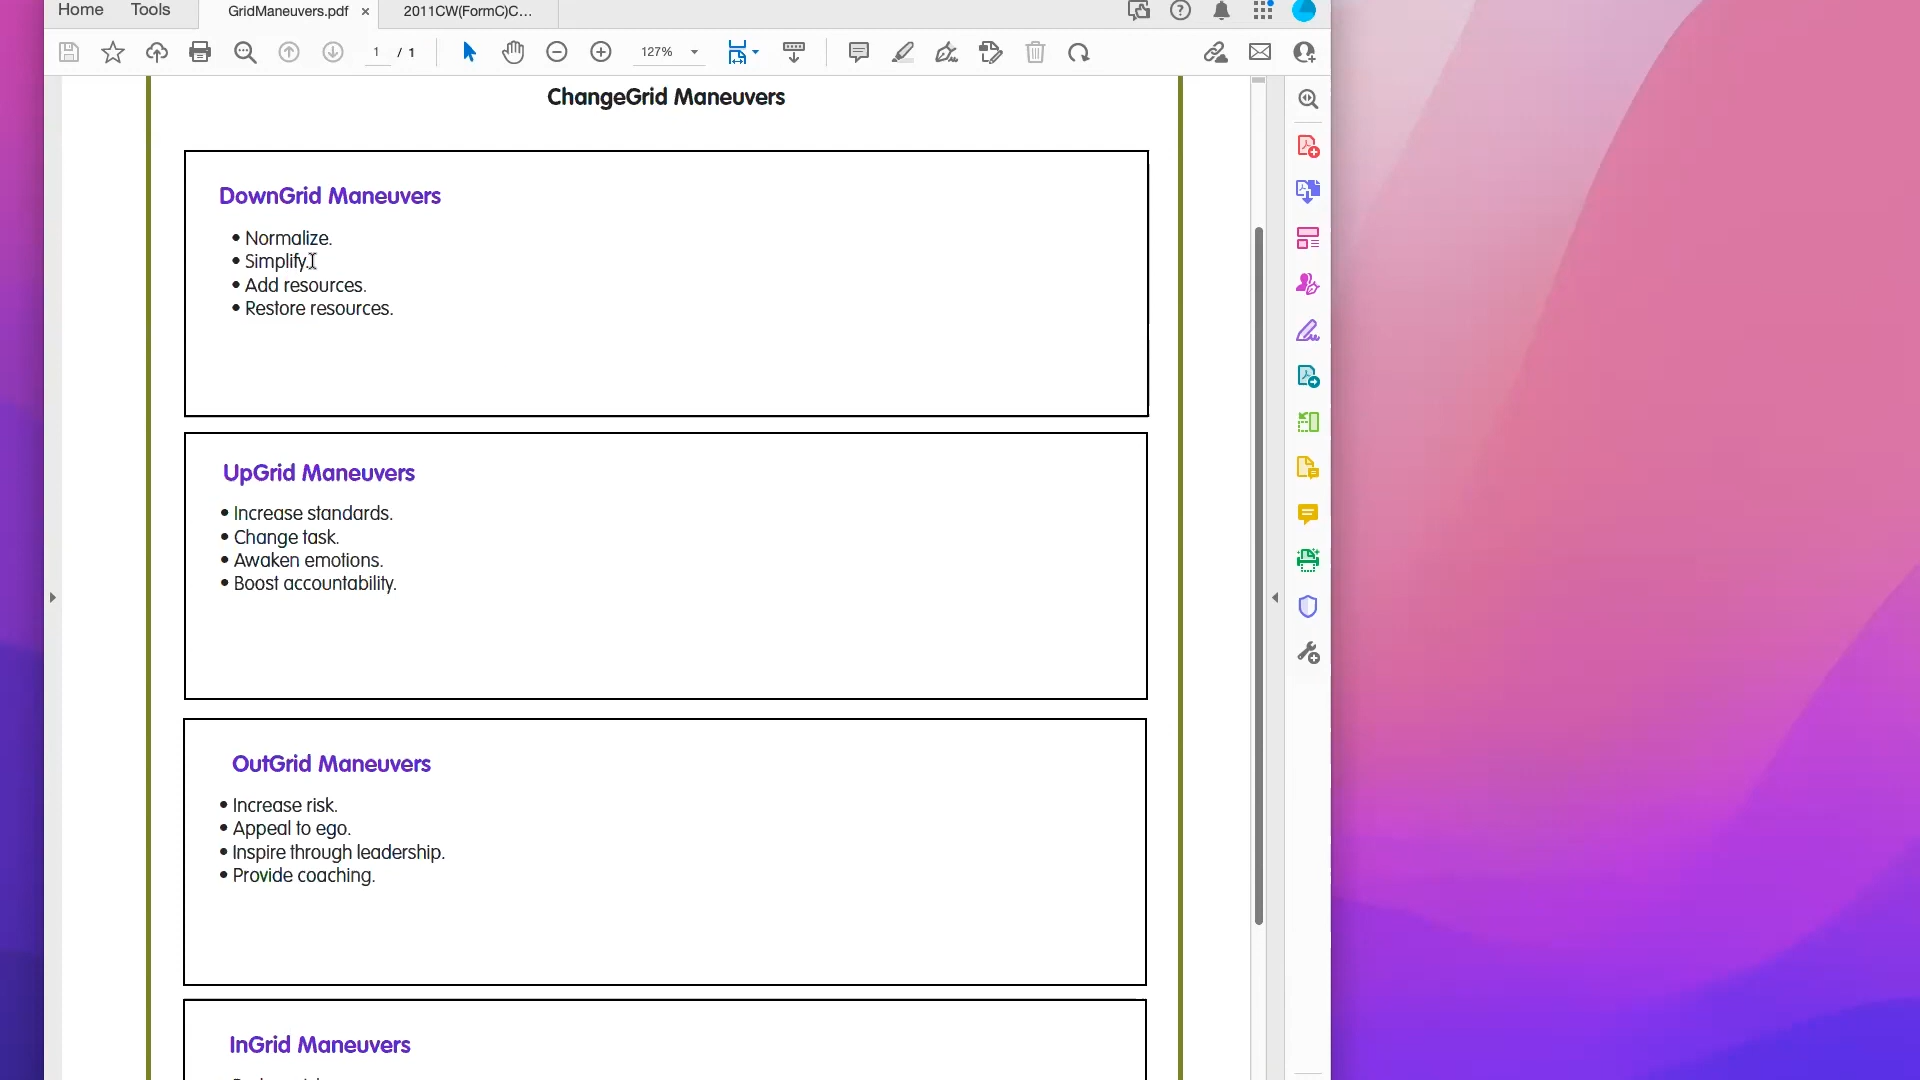 Home Tools GridManeuvers.pdf × 2011CW(FormC)C...
1 / 1 127%
ChangeGrid Maneuvers
DownGrid Maneuvers
• Normalize.
• Simplify.
• Add resources.
• Restore resources.
UpGrid Maneuvers
• Increase standards.
• Change task.
• Awaken emotions.
• Boost accountability.
OutGrid Maneuvers
• Increase risk.
• Appeal to ego.
• Inspire through leadership.
• Provide coaching.
InGrid Maneuvers